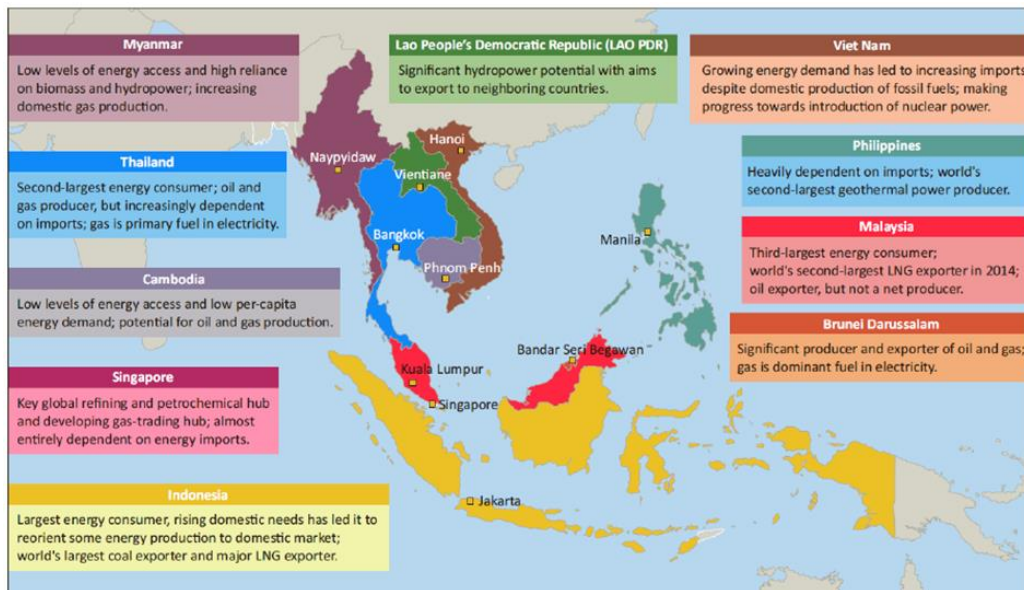 Myanmar
Low levels of energy access and high reliance
on biomass and hydropower; increasing
domestic gas production.
Lao People's Democratic Republic (LAO PDR)
Significant hydropower potential with aims
to export to neighboring countries.
Viet Nam
Growing energy demand has led to increasing imports
despite domestic production of fossil fuels; making
progress towards introduction of nuclear power.
Thailand
Second-largest energy consumer; oil and
gas producer, but increasingly dependent
on imports; gas is primary fuel in electricity.
Philippines
Heavily dependent on imports; world's
second-largest geothermal power producer.
Malaysia
Third-largest energy consumer;
world's second-largest LNG exporter in 2014;
oil exporter, but not a net producer.
Cambodia
Low levels of energy access and low per-capita
energy demand; potential for oil and gas production.
Brunei Darussalam
Significant producer and exporter of oil and gas;
gas is dominant fuel in electricity.
Singapore
Key global refining and petrochemical hub
and developing gas-trading hub; almost
entirely dependent on energy imports.
Indonesia
Largest energy consumer, rising domestic needs has led it to
reorient some energy production to domestic market;
world's largest coal exporter and major LNG exporter.
Hanoi
Naypyidaw
Vientiane
Bangkok
Manila
Phnom Penh
Bandar Seri Begawan
Kuala Lumpur
Singapore
Jakarta